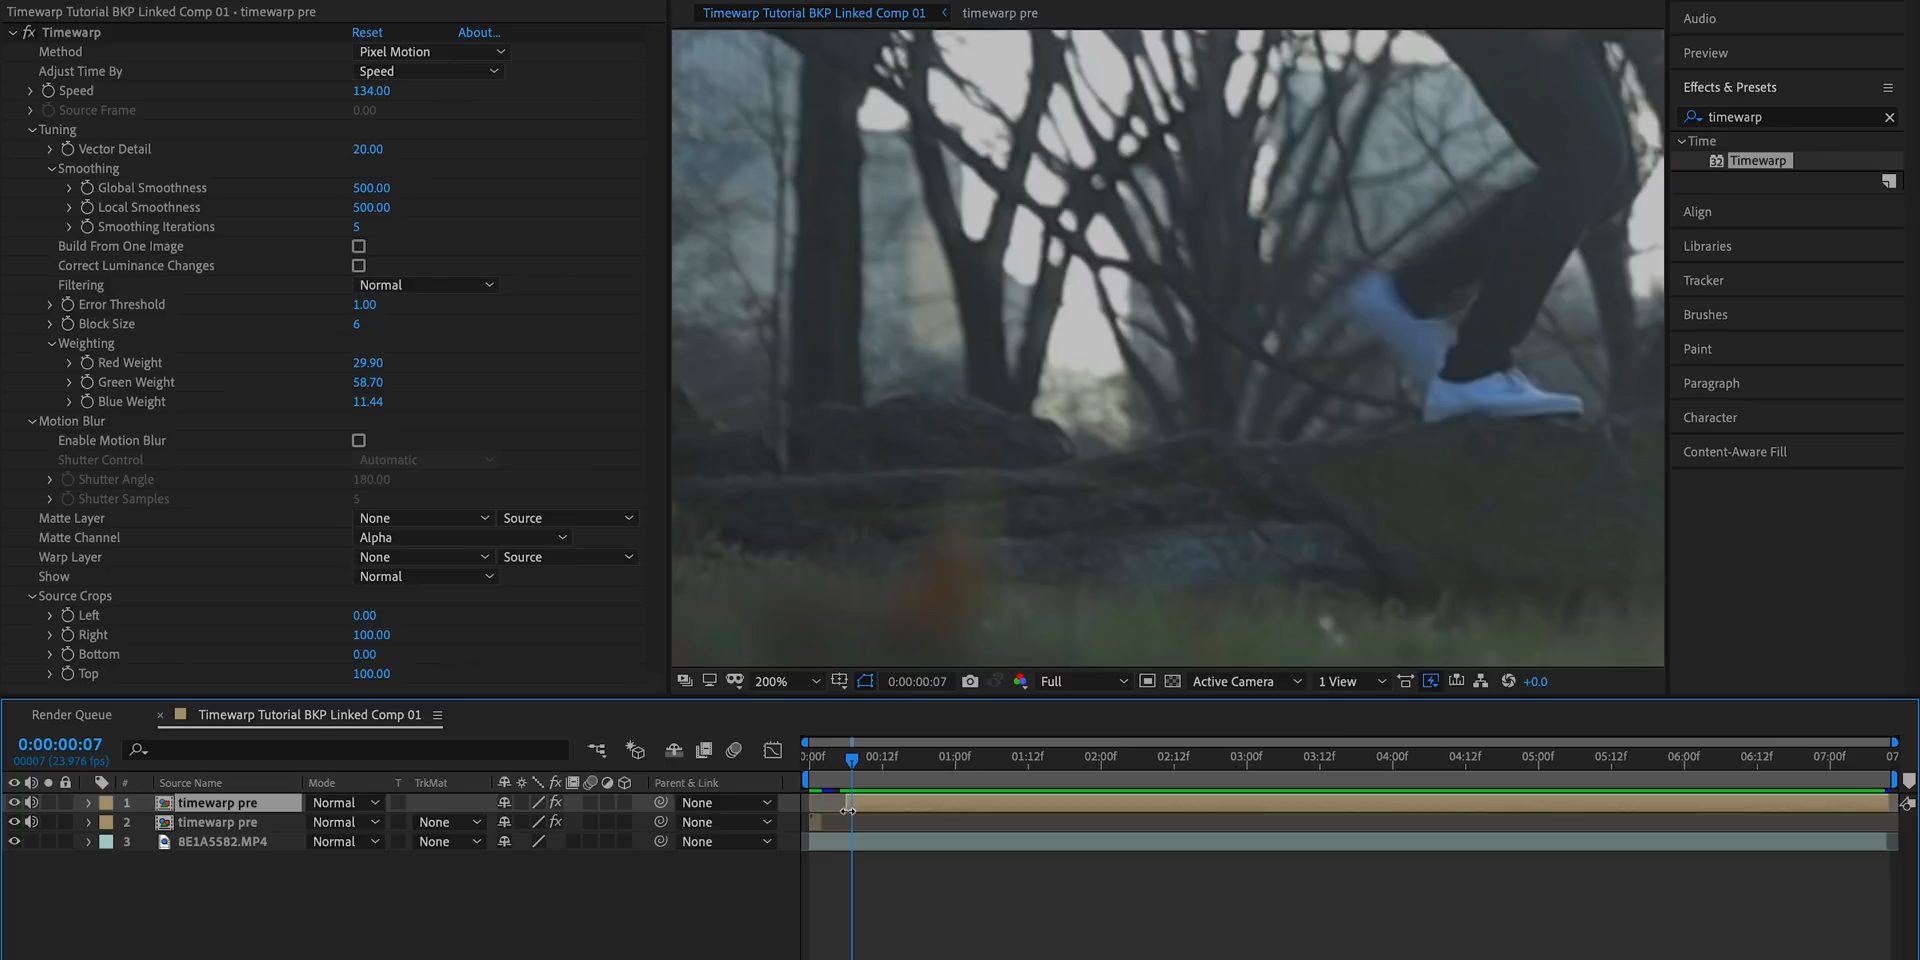 Timewarp Tutorial BKP Linked Comp 01 • timewarp pre
fx Timewarp Reset About...
Method Pixel Motion
Adjust Time By Speed
Speed 134.00
Source Frame 0.00
Tuning
Vector Detail 20.00
Smoothing
Global Smoothness 500.00
Local Smoothness 500.00
Smoothing Iterations 5
Build From One Image
Correct Luminance Changes
Filtering Normal
Error Threshold 1.00
Block Size 6
Weighting
Red Weight 29.90
Green Weight 58.70
Blue Weight 11.44
Motion Blur
Enable Motion Blur
Shutter Control Automatic
Shutter Angle 180.00
Shutter Samples 5
Matte Layer None Source
Matte Channel Alpha
Warp Layer None Source
Show Normal
Source Crops
Left 0.00
Right 100.00
Bottom 0.00
Top 100.00
Timewarp Tutorial BKP Linked Comp 01 timewarp pre
200% 0:00:00:07 Full Active Camera 1 View +0.0
Audio
Preview
Effects & Presets
timewarp
Time
32 Timewarp
Align
Libraries
Tracker
Brushes
Paint
Paragraph
Character
Content-Aware Fill
Render Queue Timewarp Tutorial BKP Linked Comp 01
0:00:00:07
00007 (23.976 fps)
:00f 00:12f 01:00f 01:12f 02:00f 02:12f 03:00f 03:12f 04:00f 04:12f 05:00f 05:12f 06:00f 06:12f 07:00f 07
# Source Name Mode T TrkMat fx Parent & Link
1 timewarp pre Normal fx None
2 timewarp pre Normal None fx None
3 8E1A5582.MP4 Normal None None